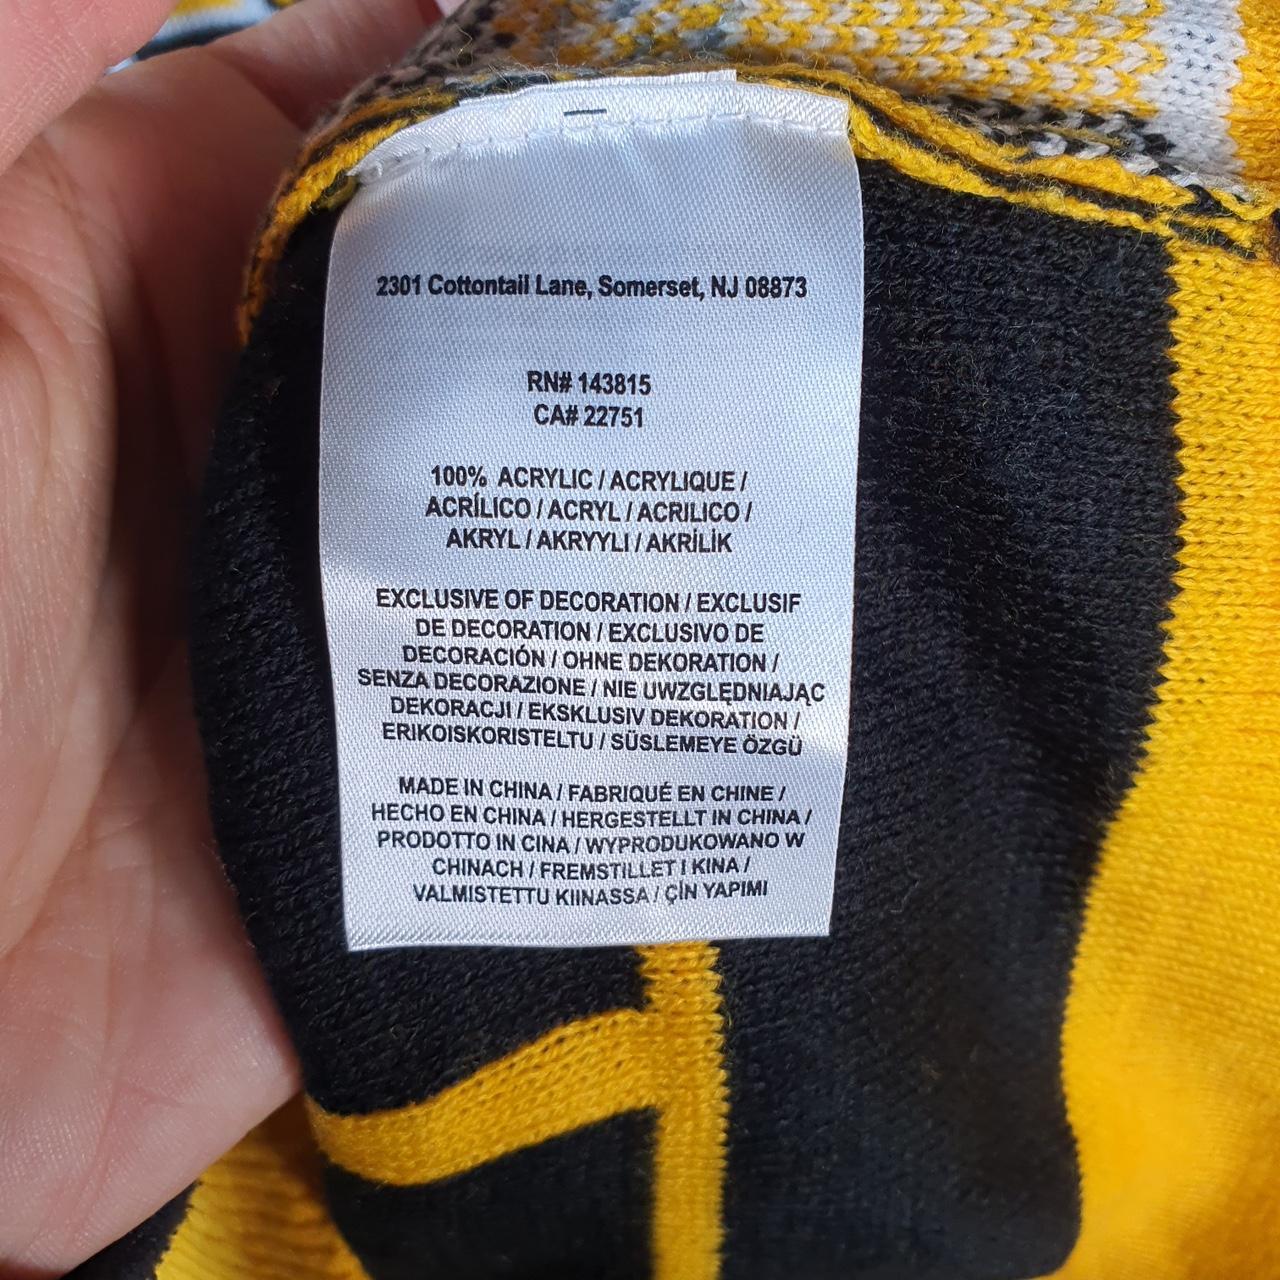 2301 Cottontail Lane, Somerset, NJ 08873
RN# 143815
CA# 22751
100% ACRYLIC / ACRYLIQUE /
ACRÍLICO / ACRYL / ACRILICO /
AKRYL / AKRYYLI / AKRİLİK
EXCLUSIVE OF DECORATION / EXCLUSIF
DE DECORATION / EXCLUSIVO DE
DECORACIÓN / OHNE DEKORATION /
SENZA DECORAZIONE / NIE UWZGLĘDNIAJĄC
DEKORACJI / EKSKLUSIV DEKORATION /
ERIKOISKORISTELTU / SÜSLEMEYE ÖZGÜ
MADE IN CHINA / FABRIQUÉ EN CHINE /
HECHO EN CHINA / HERGESTELLT IN CHINA /
PRODOTTO IN CINA / WYPRODUKOWANO W
CHINACH / FREMSTILLET I KINA /
VALMISTETTU KIINASSA / ÇİN YAPIMI